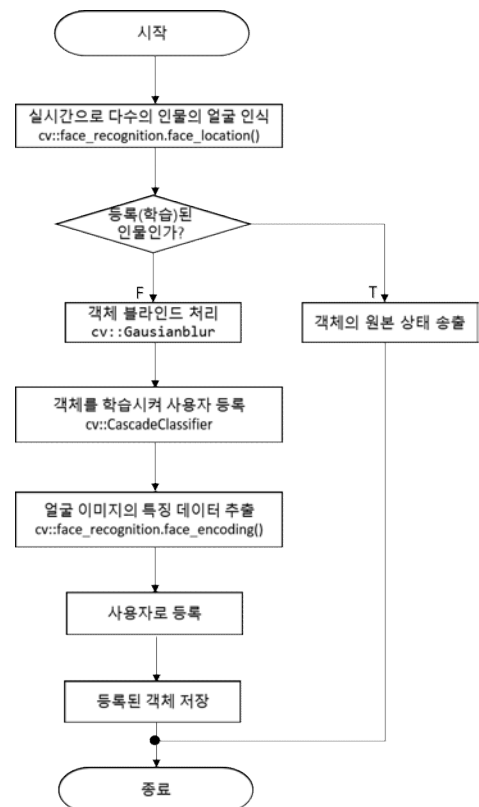 시작
실시간으로 다수의 인물의 얼굴 인식
cv::face_recognition.face_location()
등록(학습)된
인물인가?
F
T
객체 블라인드 처리
cv::Gausianblur
객체의 원본 상태 송출
객체를 학습시켜 사용자 등록
cv::CascadeClassifier
얼굴 이미지의 특징 데이터 추출
cv::face_recognition.face_encoding()
사용자로 등록
등록된 객체 저장
종료